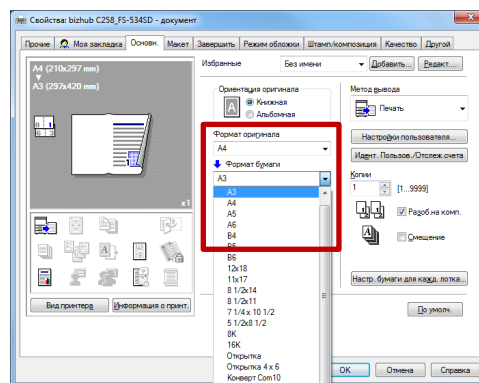 Свойства: bizhub C258_FS-534SD - документ
Прочие Моя закладка Основн. Макет Завершить Режим обложки Штамп/композиция Качество Другой
A4 (210x297 mm)
A3 (297x420 mm)
x1
Вид принтера Информация о принт.
Избранные Без имени Добавить... Редакт....
Ориентация оригинала
Книжная
Альбомная
Формат оригинала
A4
Формат бумаги
A3
A3
A4
A5
A6
B4
B5
B6
12x18
11x17
8 1/2x14
8 1/2x11
7 1/4 x 10 1/2
5 1/2x8 1/2
8K
16K
Открытка
Открытка 4 x 6
Конверт Com10
Метод вывода
Печать
Настройки пользователя...
Идент. Пользов./Отслеж.счета
Копии
1 [1...9999]
Разоб.на комп.
Смещение
Настр. бумаги для кажд. лотка...
По умолч.
OK Отмена Справка